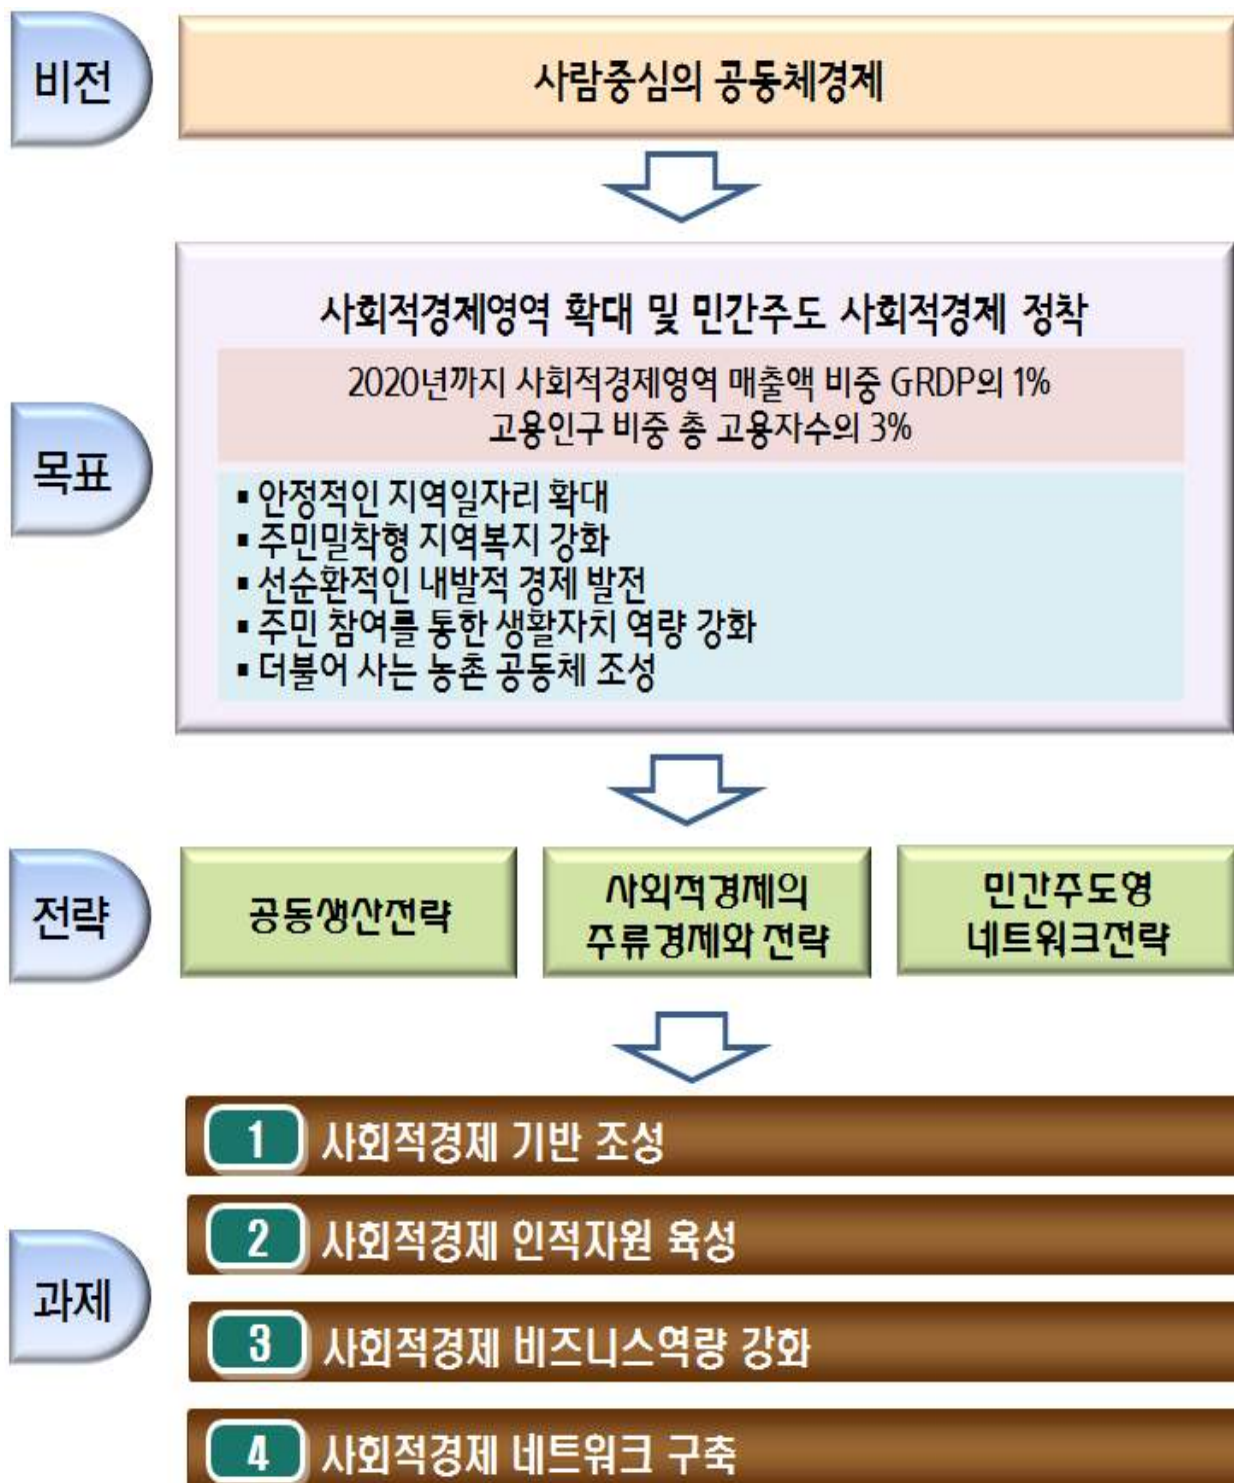 비전
사람중심의 공동체경제
목표
사회적경제영역 확대 및 민간주도 사회적경제 정착
2020년까지 사회적경제영역 매출액 비중 GRDP의 1%
고용인구 비중 총 고용자수의 3%
▪ 안정적인 지역일자리 확대
▪ 주민밀착형 지역복지 강화
▪ 선순환적인 내발적 경제 발전
▪ 주민 참여를 통한 생활자치 역량 강화
▪ 더불어 사는 농촌 공동체 조성
전략
공동생산전략
사회적경제의
주류경제와 전략
민간주도영
네트워크전략
과제
1 사회적경제 기반 조성
2 사회적경제 인적자원 육성
3 사회적경제 비즈니스역량 강화
4 사회적경제 네트워크 구축